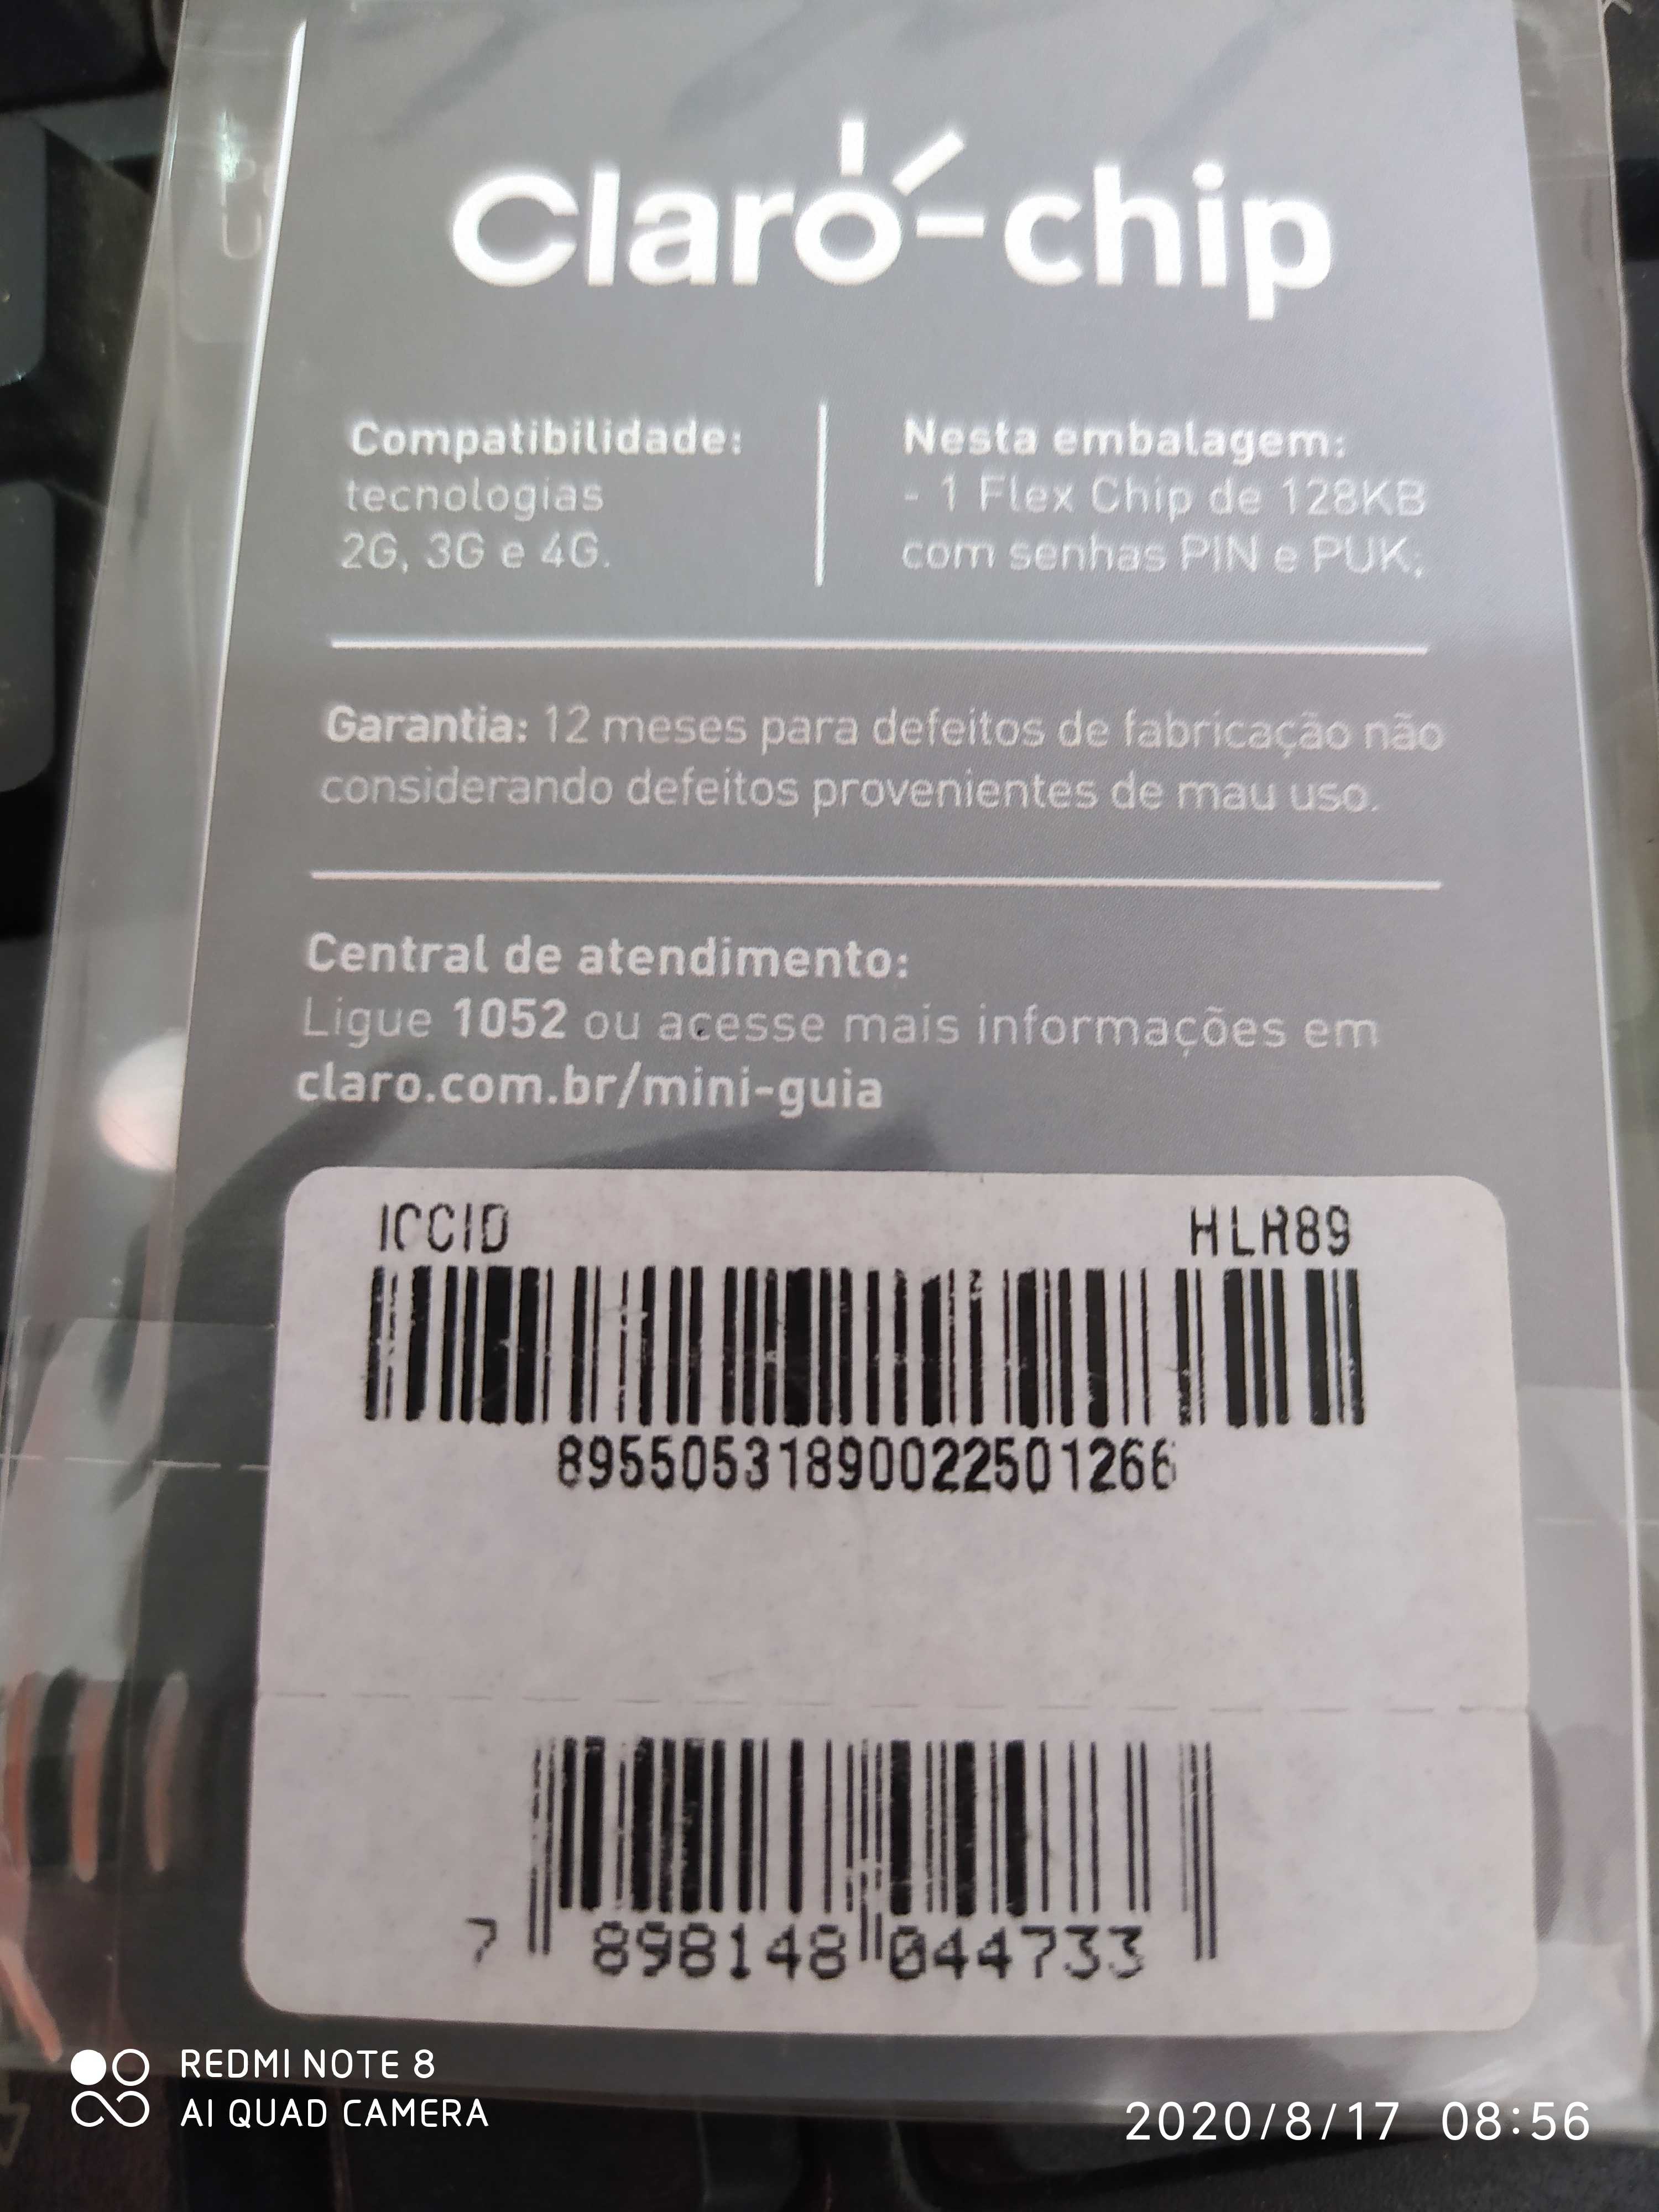 Claro-chip
Compatibilidade:
tecnologias
2G, 3G e 4G.
Nesta embalagem:
- 1 Flex Chip de 128KB
com senhas PIN e PUK;
Garantia: 12 meses para defeitos de fabricação não
considerando defeitos provenientes de mau uso.
Central de atendimento:
Ligue 1052 ou acesse mais informações em
claro.com.br/mini-guia
ICCID HLR89
89550531890022501266
7 898148 044733
REDMI NOTE 8
AI QUAD CAMERA
2020/8/17 08:56